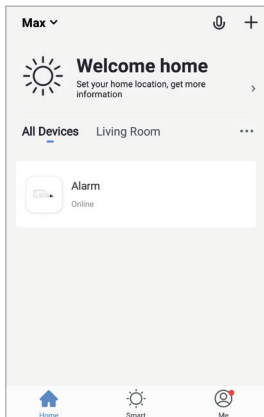 Max
Welcome home
Set your home location, get more
information
All Devices Living Room
Alarm
Online
Home Smart Me